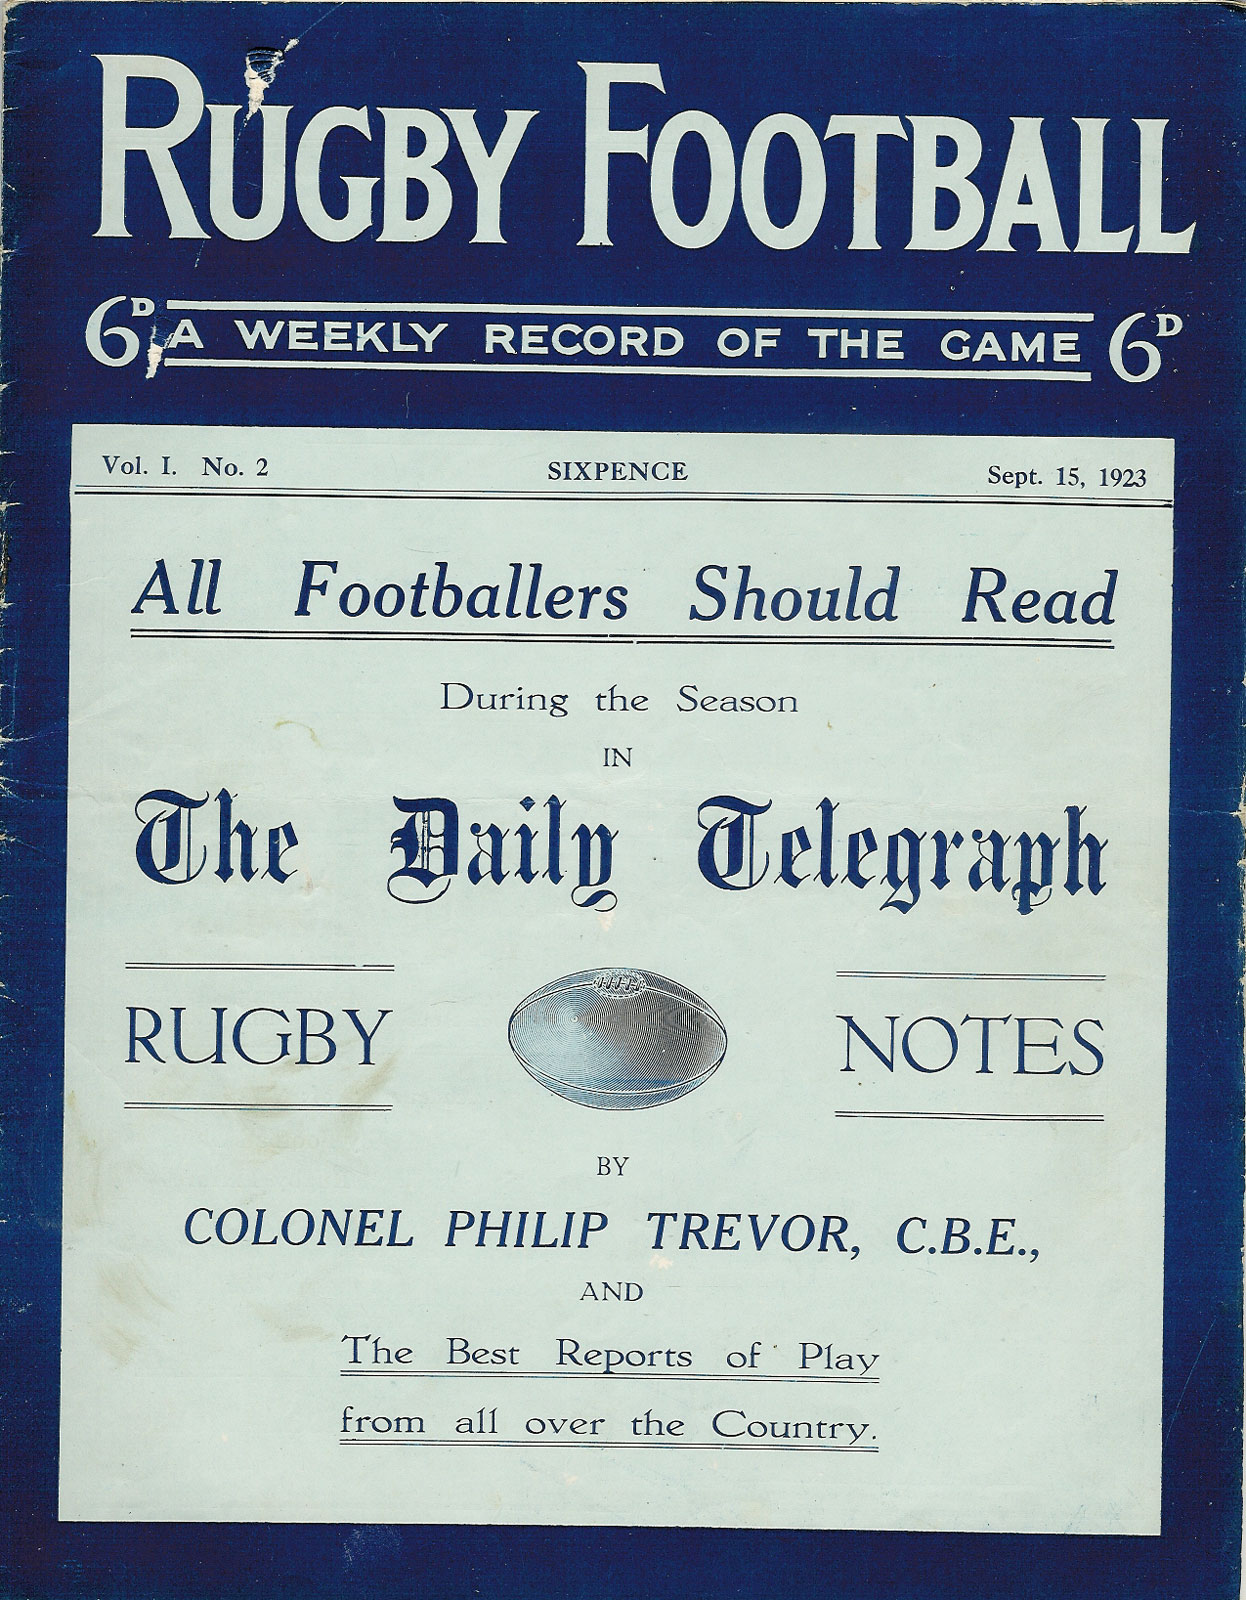 RUGBY FOOTBALL
6D A WEEKLY RECORD OF THE GAME 6D
Vol. I. No. 2 SIXPENCE Sept. 15, 1923
All Footballers Should Read
During the Season
IN
The Daily Telegraph
RUGBY NOTES
BY
COLONEL PHILIP TREVOR, C.B.E.,
AND
The Best Reports of Play
from all over the Country.